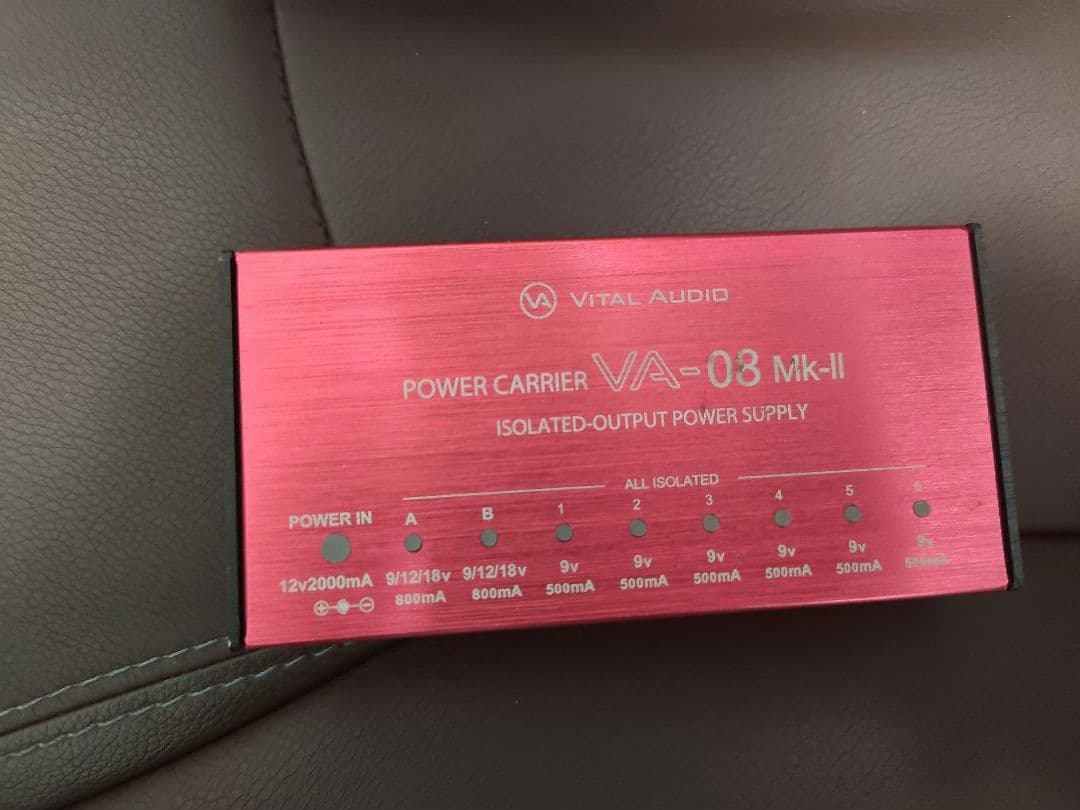 VA VITAL AUDIO
POWER CARRIER VA-08 Mk-II
ISOLATED-OUTPUT POWER SUPPLY
ALL ISOLATED
POWER IN A B 1 2 3 4 5 6
12v2000mA 9/12/18v 9/12/18v 9v 9v 9v 9v 9v 9v
800mA 800mA 500mA 500mA 500mA 500mA 500mA 500mA